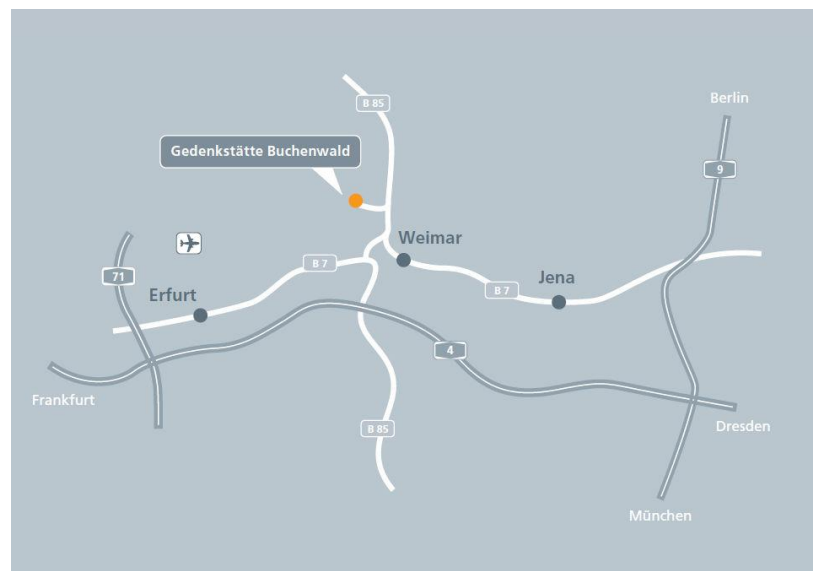 B 85
Berlin
Gedenkstätte Buchenwald
9
Weimar
B 7
71
Jena
B 7
Erfurt
4
Frankfurt
B 85
Dresden
München